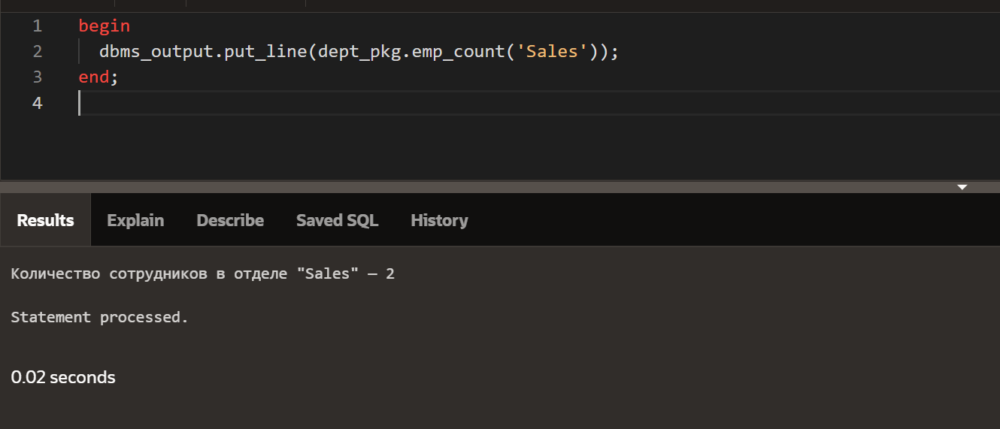 1 begin
2 dbms_output.put_line(dept_pkg.emp_count('Sales'));
3 end;
4
Results Explain Describe Saved SQL History
Количество сотрудников в отделе "Sales" – 2
Statement processed.
0.02 seconds